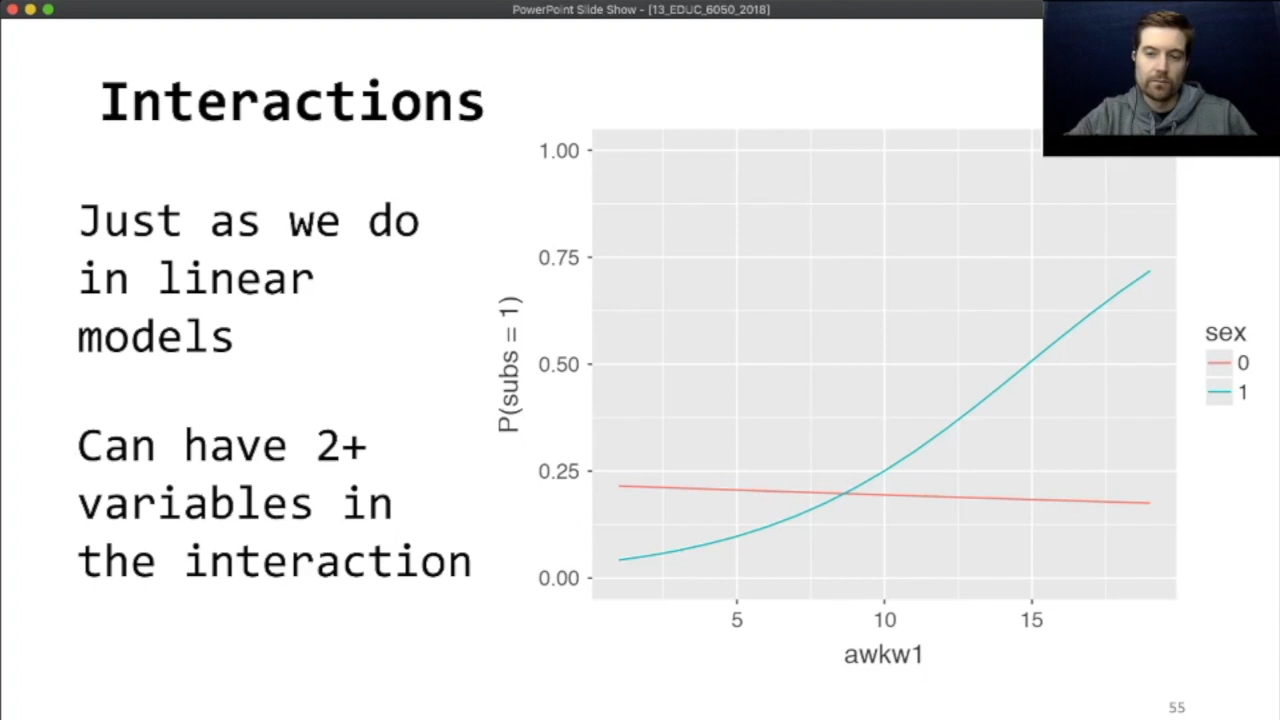 PowerPoint Slide Show - [13_EDUC_6050_2018]
Interactions
Just as we do
in linear
models
Can have 2+
variables in
the interaction
P(subs = 1)
1.00
0.75
0.50
0.25
0.00
5 10 15
awkw1
sex
0
1
55